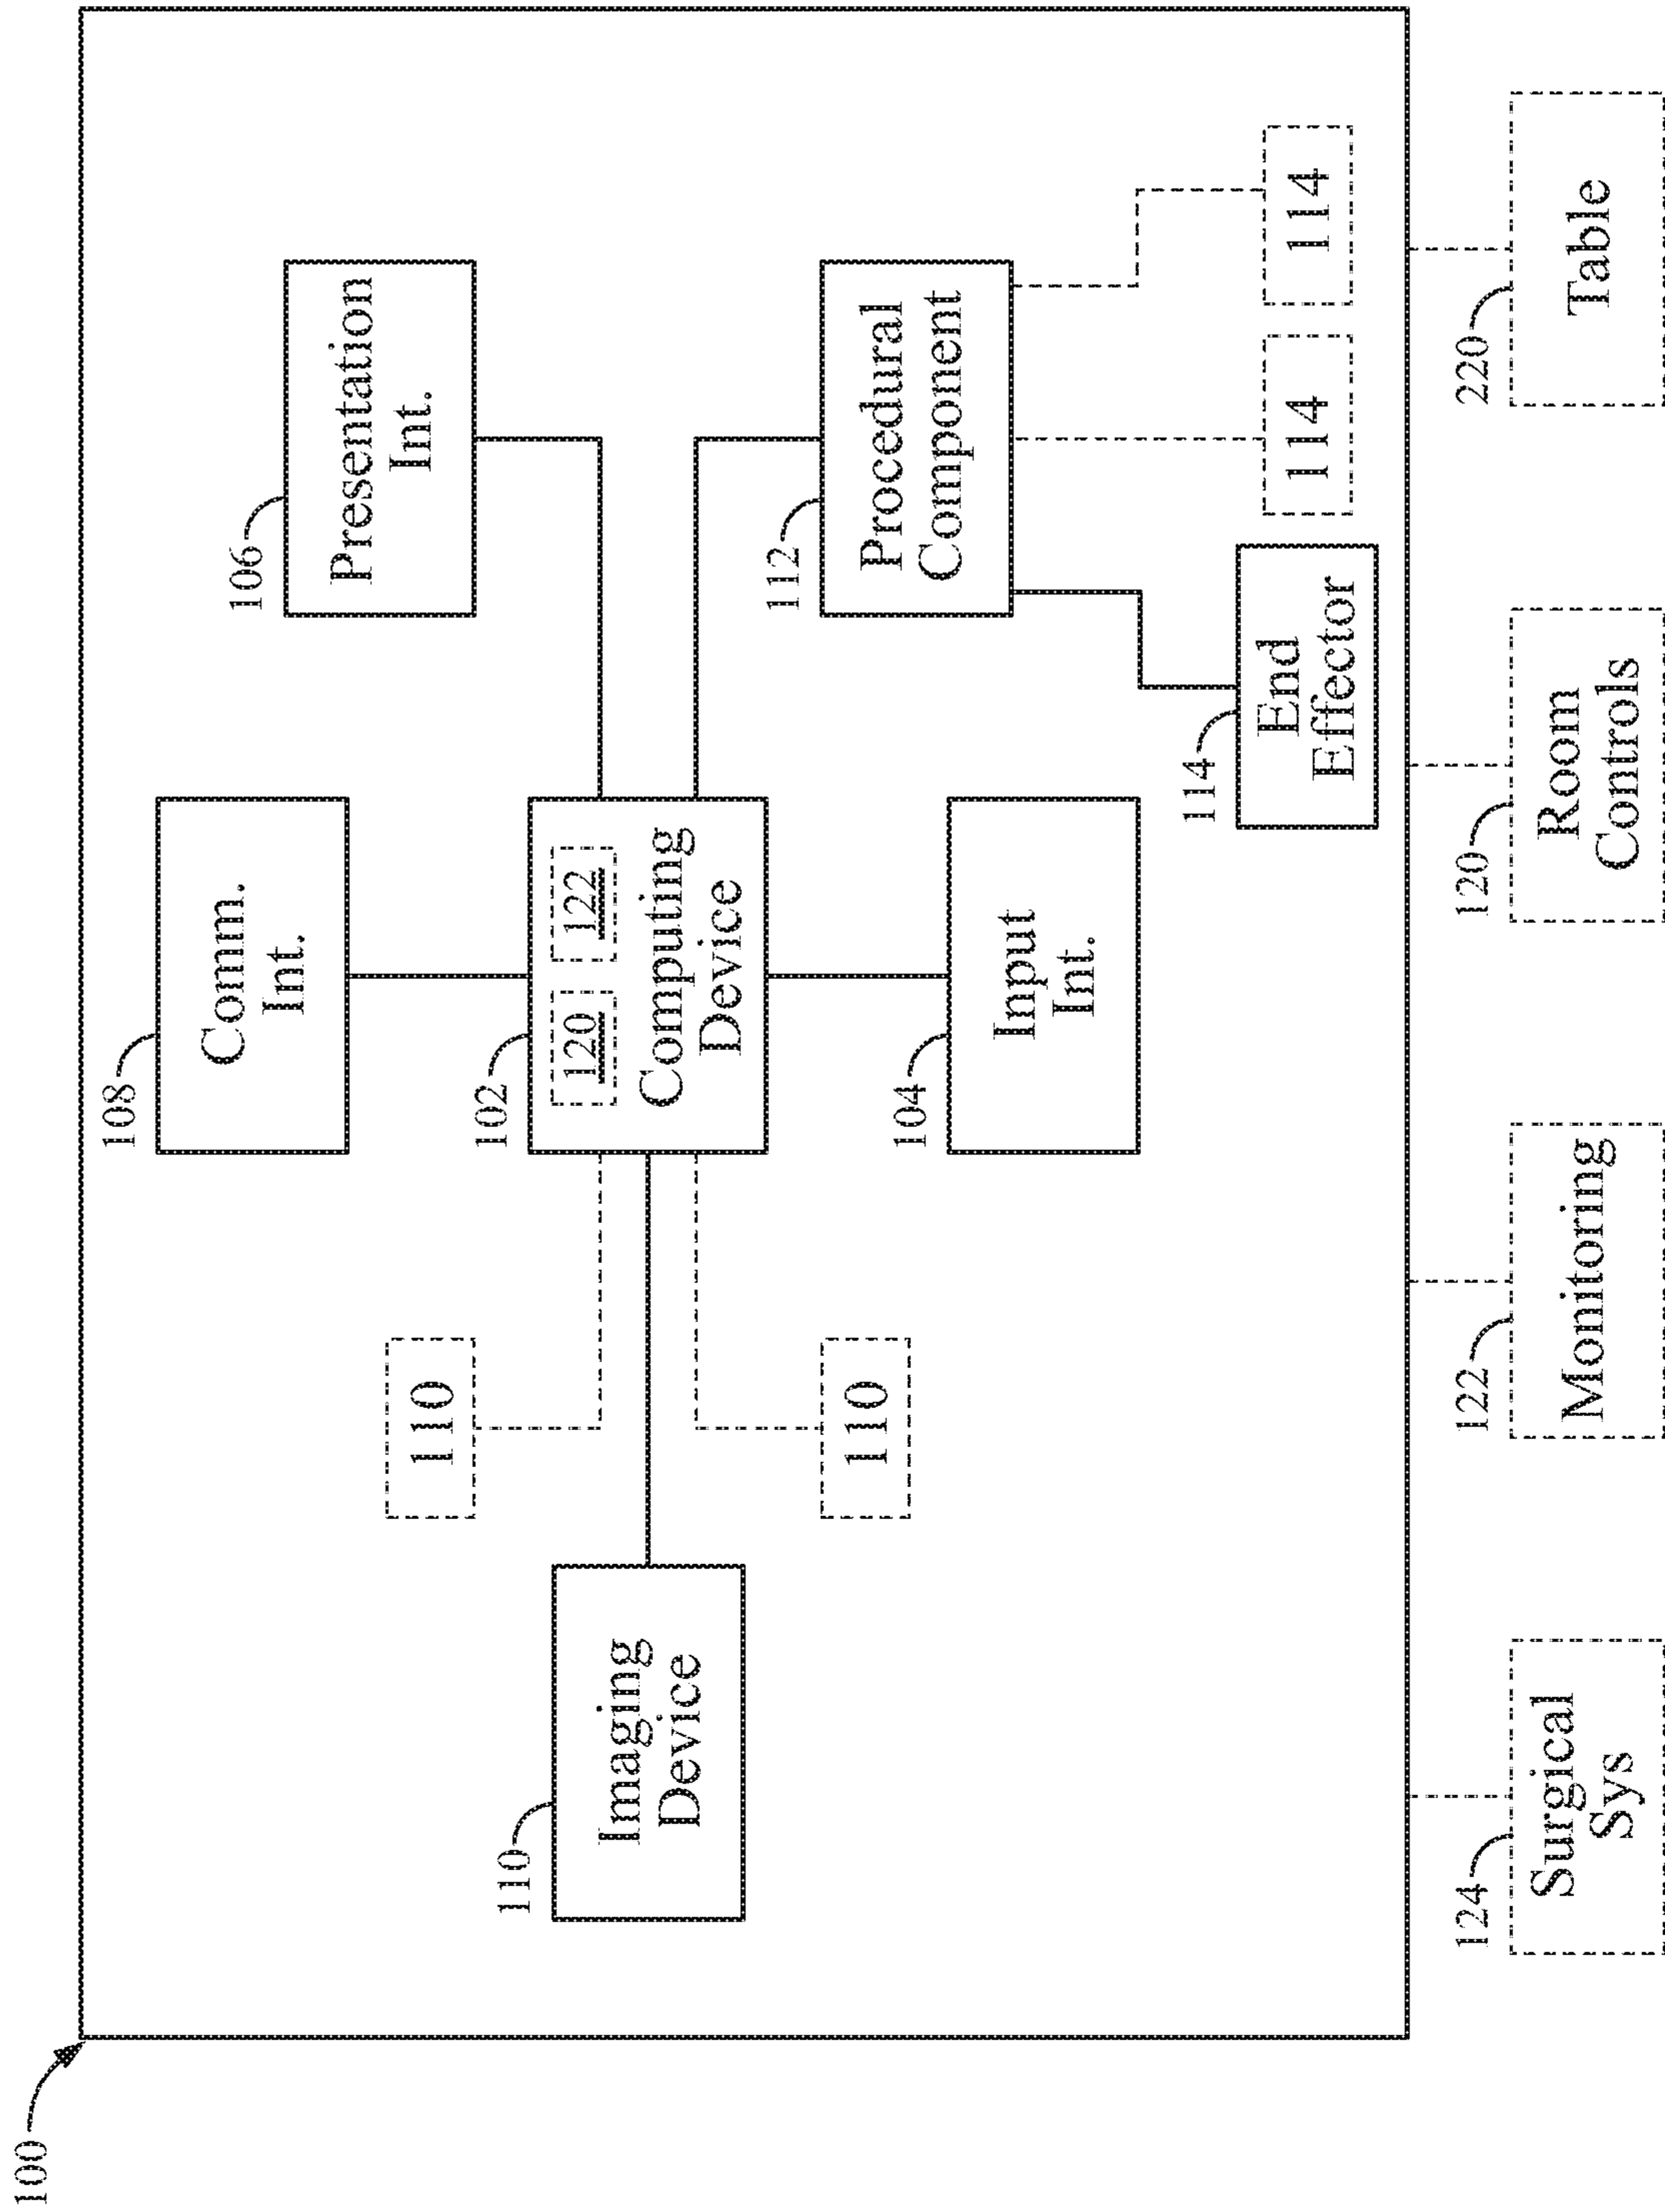 100
108
Comm.
Int.
106
Presentation
Int.
110
110
Imaging
Device
102
120 122
Computing
Device
112
Procedural
Component
110
104
Input
Int.
114
End
Effector
114
114
124
Surgical
Sys
122
Monitoring
120
Room
Controls
220
Table